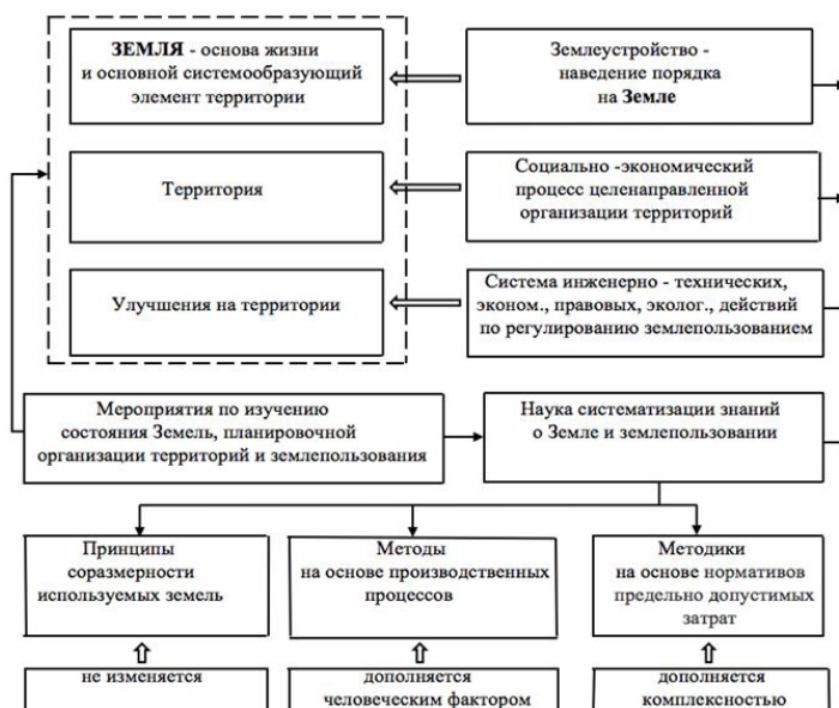 ЗЕМЛЯ - основа жизни
и основной системообразующий
элемент территории
Землеустройство -
наведение порядка
на Земле
Территория
Социально -экономический
процесс целенаправленной
организации территорий
Улучшения на территории
Система инженерно - технических,
эконом., правовых, эколог., действий
по регулированию землепользованием
Мероприятия по изучению
состояния Земель, планировочной
организации территорий и землепользования
Наука систематизации знаний
о Земле и землепользовании
Принципы
соразмерности
используемых земель
Методы
на основе производственных
процессов
Методики
на основе нормативов
предельно допустимых
затрат
не изменяется
дополняется
человеческим фактором
дополняется
комплексностью